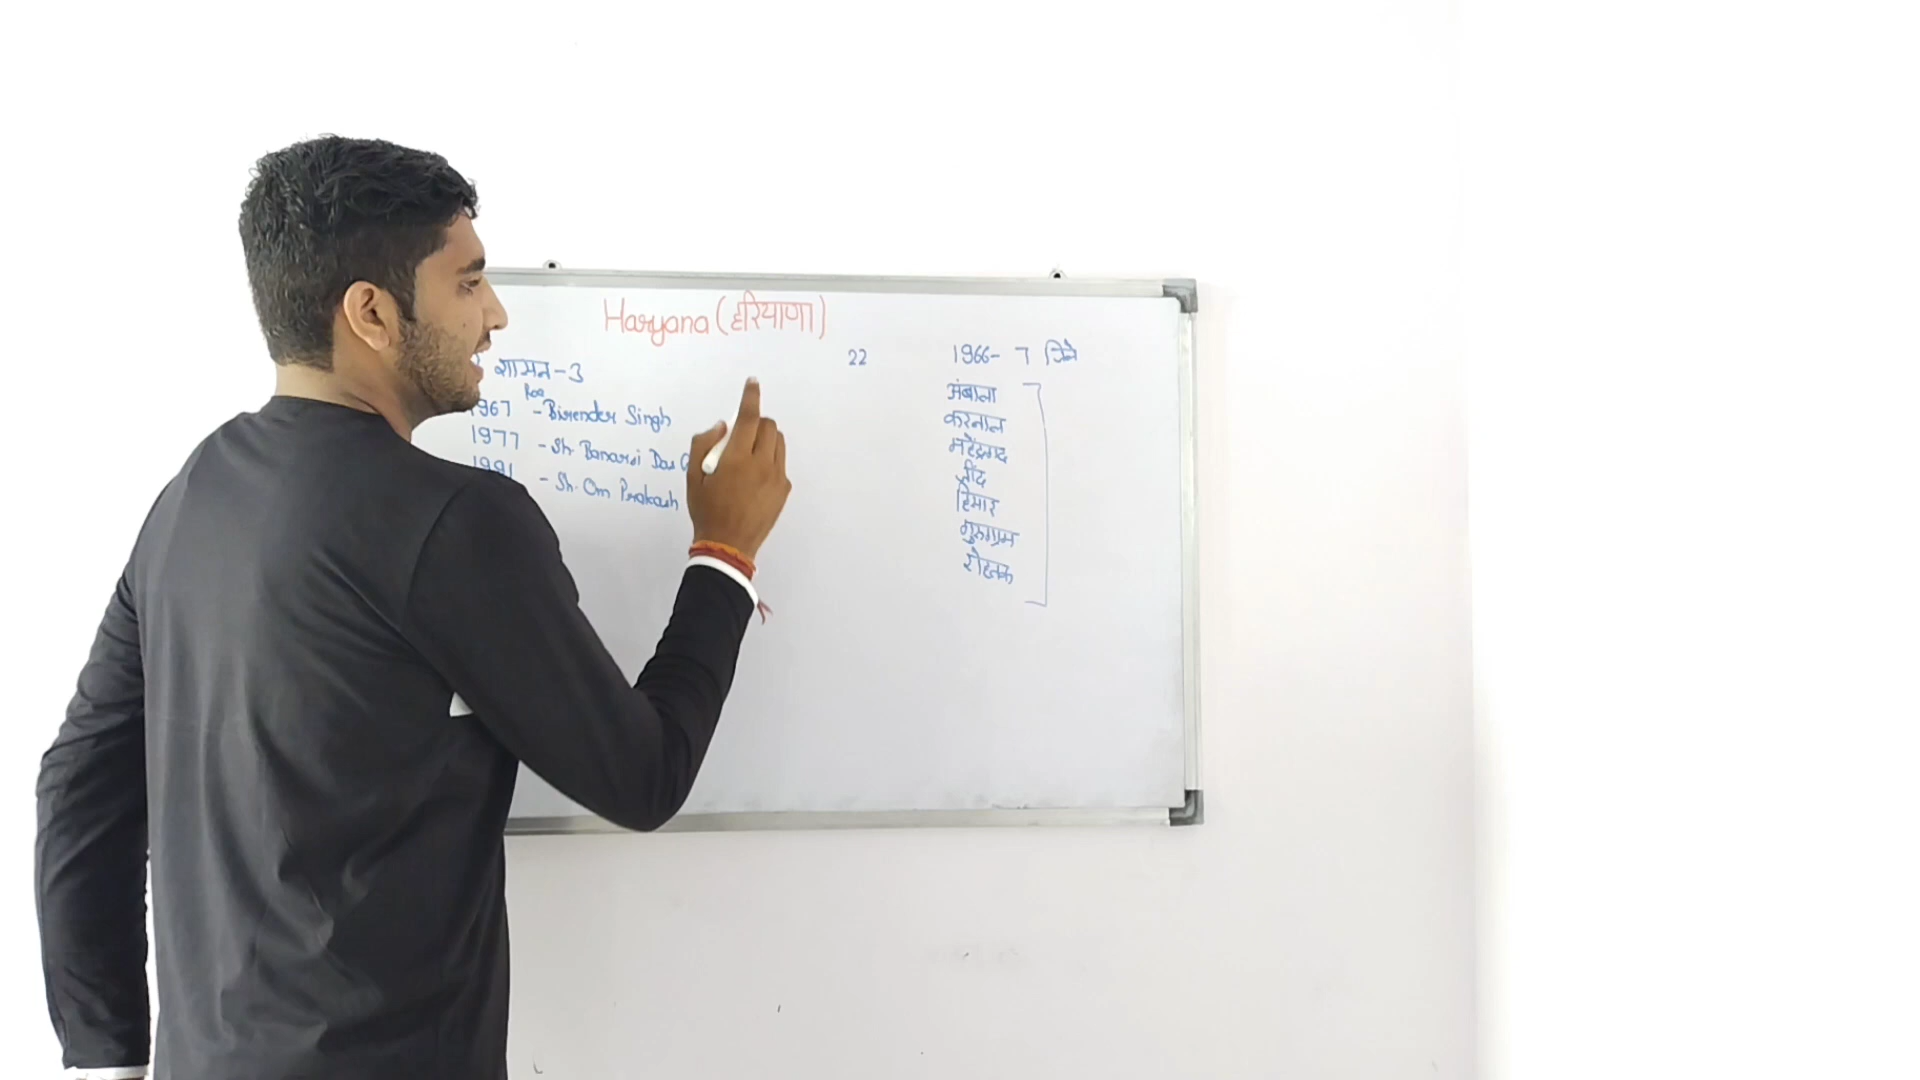 Haryana (हरियाणा)
शासन-3
22
1966- 7 जिले
Rao
1967 - Birender Singh
1977 - Sh. Banarsi Das
1991 - Sh. Om Prakash
अंबाला
करनाल
महेंद्रगढ़
जींद
हिसार
गुरुग्राम
रोहतक